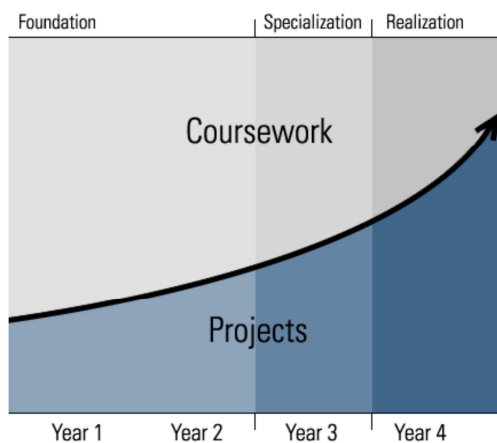 Foundation Specialization Realization
Coursework
Projects
Year 1 Year 2 Year 3 Year 4